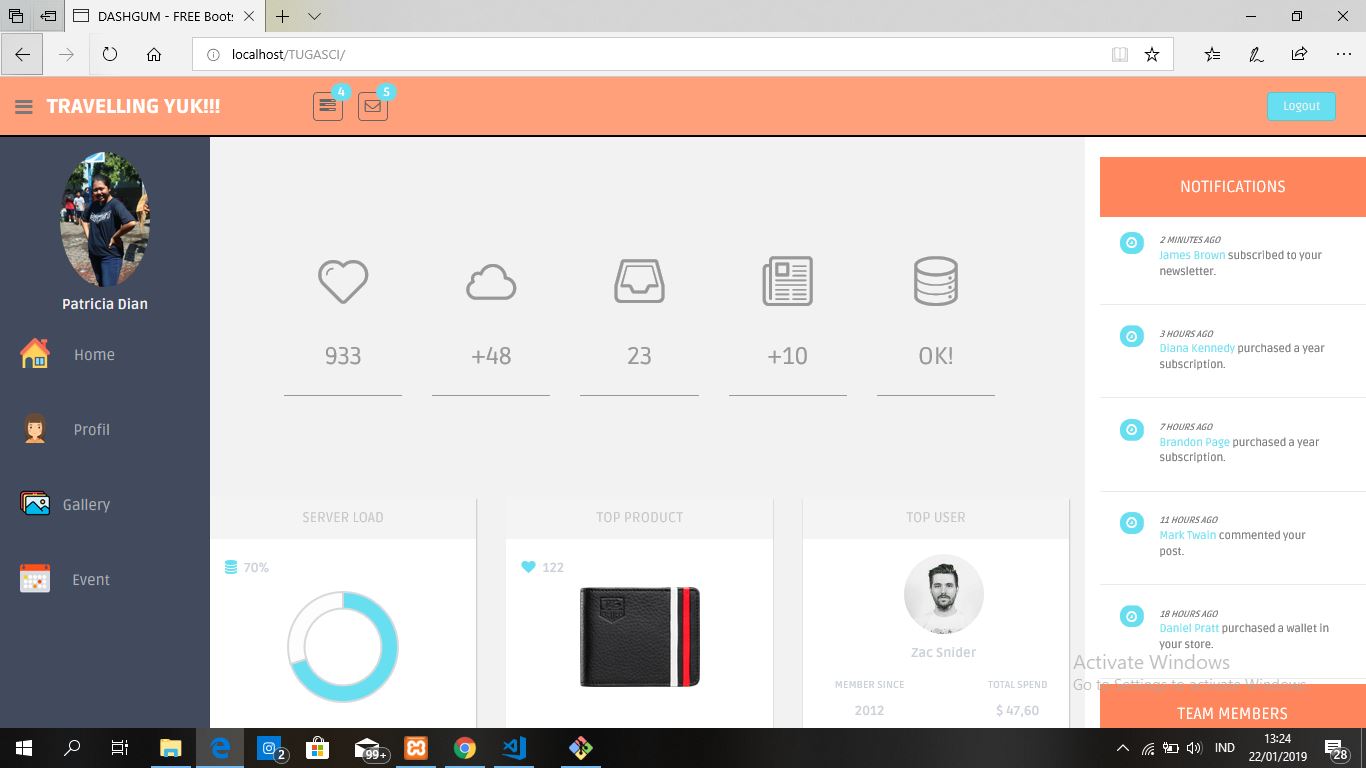 DASHGUM - FREE Boots
localhost/TUGASCI/
TRAVELLING YUK!!!
4
5
Logout
Patricia Dian
Home
Profil
Gallery
Event
933
+48
23
+10
OK!
SERVER LOAD
70%
TOP PRODUCT
122
TOP USER
Zac Snider
MEMBER SINCE
TOTAL SPEND
2012
$ 47,60
NOTIFICATIONS
2 MINUTES AGO
James Brown subscribed to your
newsletter.
3 HOURS AGO
Diana Kennedy purchased a year
subscription.
7 HOURS AGO
Brandon Page purchased a year
subscription.
11 HOURS AGO
Mark Twain commented your
post.
18 HOURS AGO
Daniel Pratt purchased a wallet in
your store.
Activate Windows
Go to Settings to activate Windows.
TEAM MEMBERS
2
99+
IND
13:24
22/01/2019
28